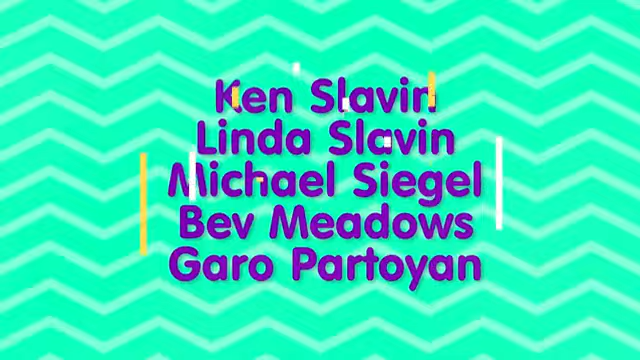 Ken Slavin
Linda Slavin
Michael Siegel
Bev Meadows
Garo Partoyan